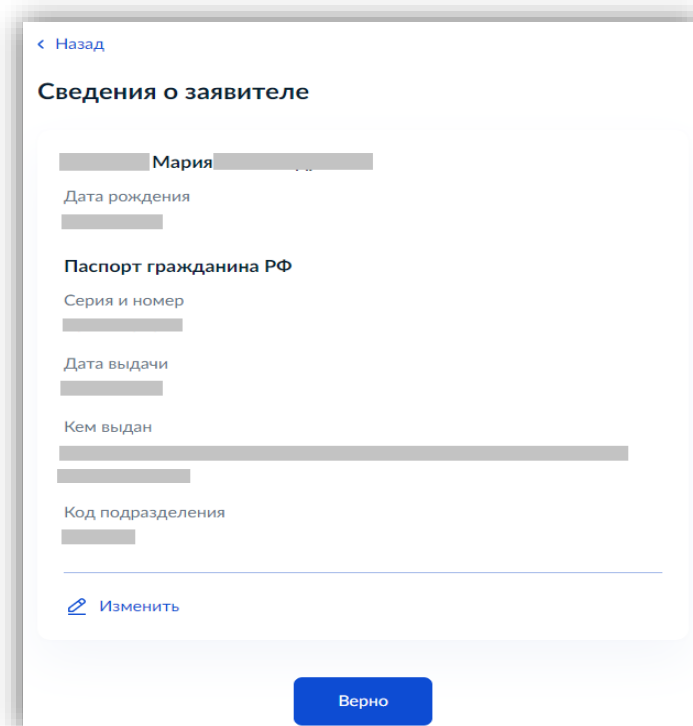 Назад
Сведения о заявителе
Мария
Дата рождения
Паспорт гражданина РФ
Серия и номер
Дата выдачи
Кем выдан
Код подразделения
Изменить
Верно